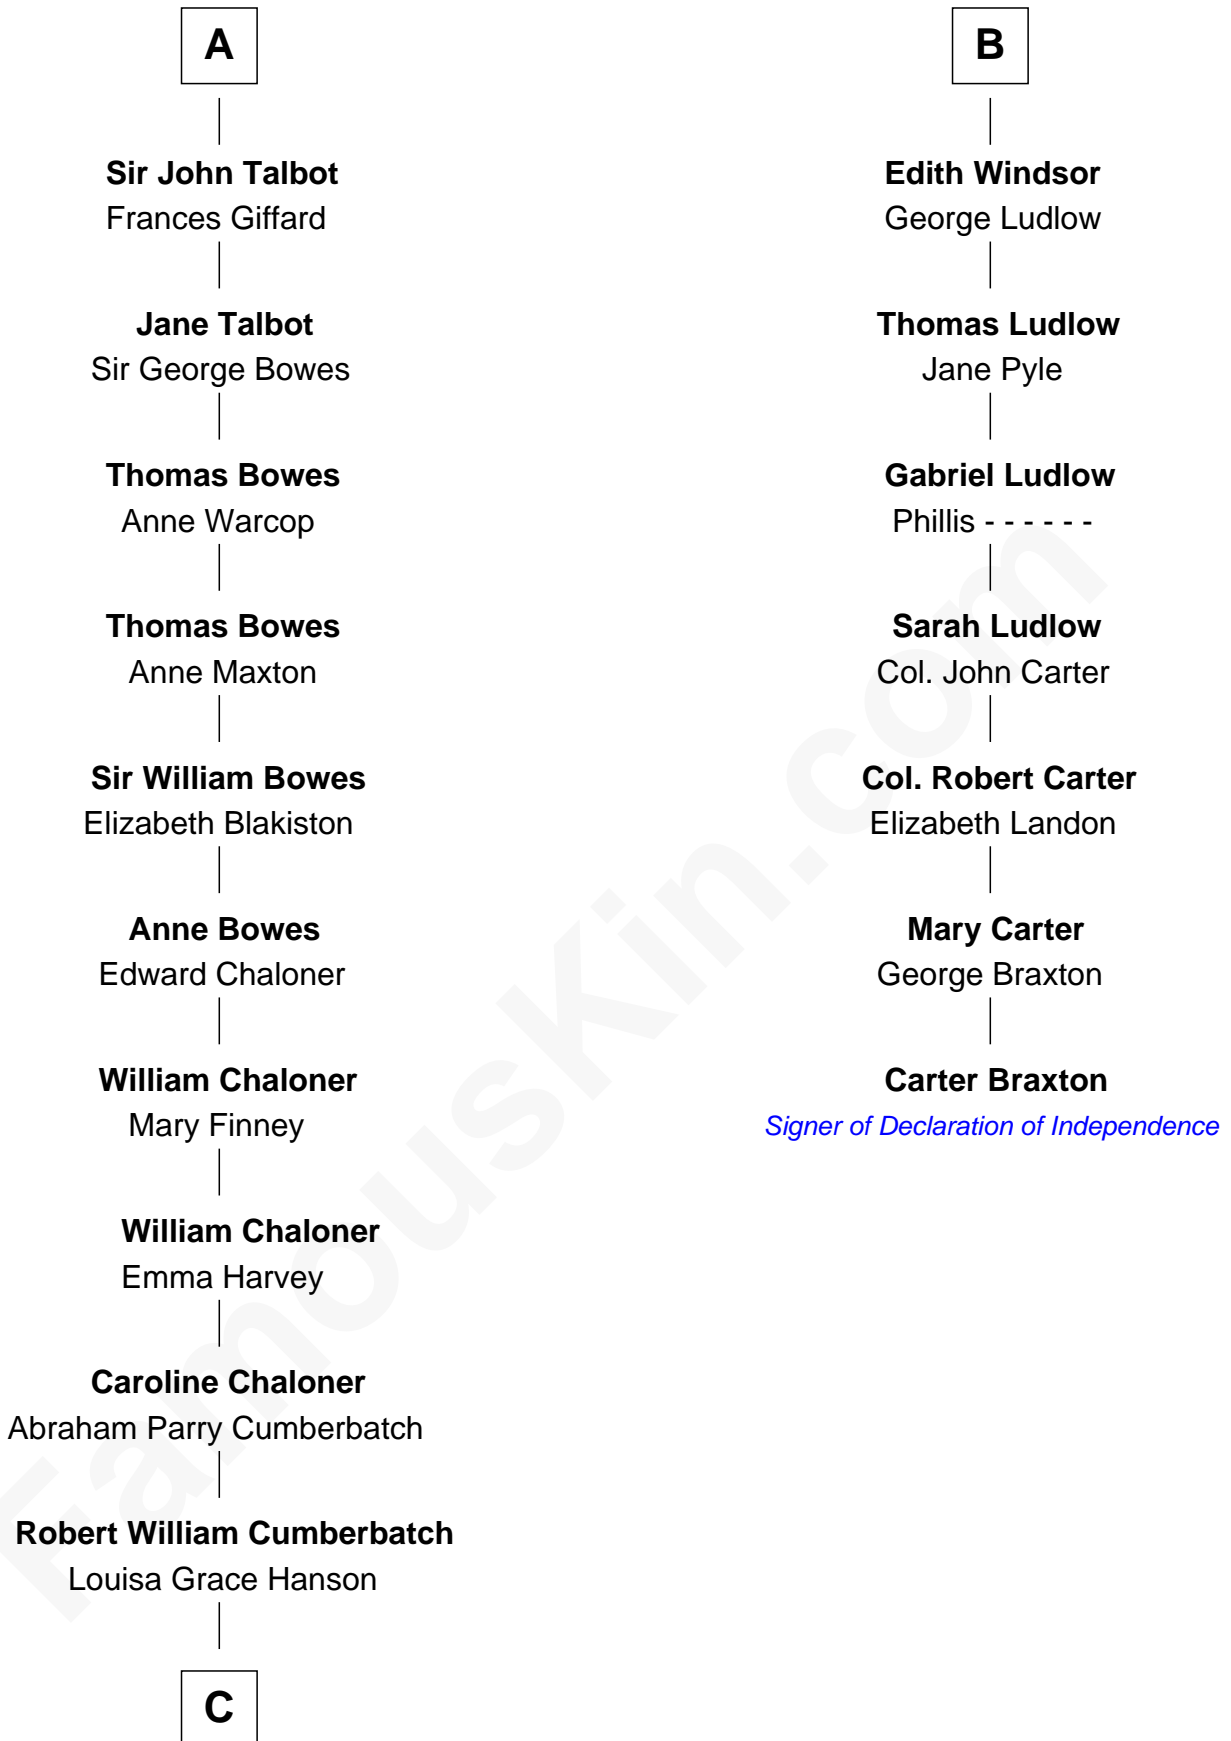 A
Sir John Talbot
Frances Giffard
Jane Talbot
Sir George Bowes
Thomas Bowes
Anne Warcop
Thomas Bowes
Anne Maxton
Sir William Bowes
Elizabeth Blakiston
Anne Bowes
Edward Chaloner
William Chaloner
Mary Finney
William Chaloner
Emma Harvey
Caroline Chaloner
Abraham Parry Cumberbatch
Robert William Cumberbatch
Louisa Grace Hanson
C
B
Edith Windsor
George Ludlow
Thomas Ludlow
Jane Pyle
Gabriel Ludlow
Phillis - - - - - -
Sarah Ludlow
Col. John Carter
Col. Robert Carter
Elizabeth Landon
Mary Carter
George Braxton
Carter Braxton
Signer of Declaration of Independence
FamousKin.com